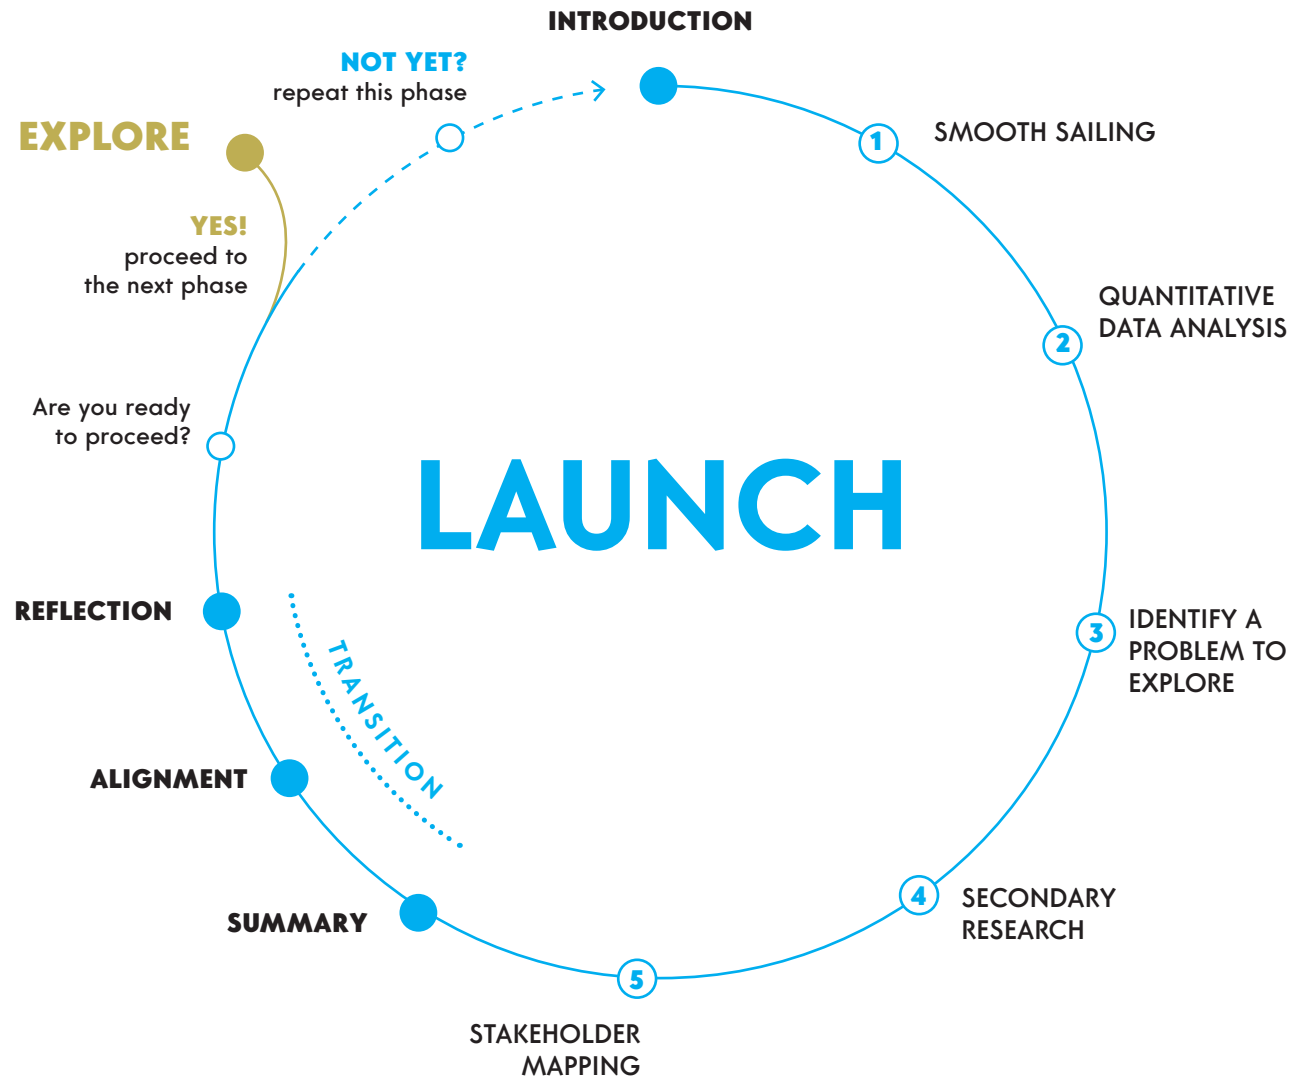 INTRODUCTION
NOT YET?
repeat this phase
EXPLORE
YES!
proceed to
the next phase
Are you ready
to proceed?
1
SMOOTH SAILING
2
QUANTITATIVE
DATA ANALYSIS
LAUNCH
3
IDENTIFY A
PROBLEM TO
EXPLORE
4
SECONDARY
RESEARCH
5
STAKEHOLDER
MAPPING
SUMMARY
ALIGNMENT
REFLECTION
TRANSITION